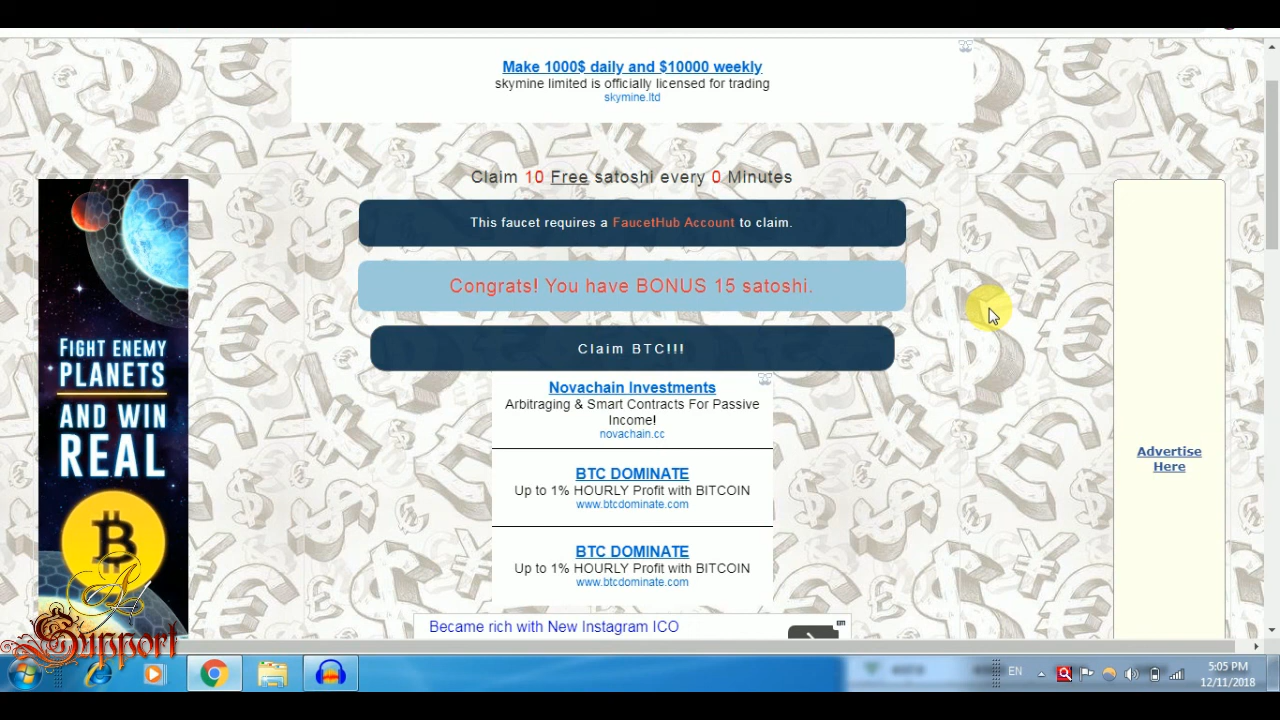 Make 1000$ daily and $10000 weekly
skymine limited is officially licensed for trading
skymine.ltd
Claim 10 Free satoshi every 0 Minutes
This faucet requires a FaucetHub Account to claim.
Congrats! You have BONUS 15 satoshi.
Claim BTC!!!
FIGHT ENEMY
PLANETS
AND WIN
REAL
Novachain Investments
Arbitraging & Smart Contracts For Passive
Income!
novachain.cc
BTC DOMINATE
Up to 1% HOURLY Profit with BITCOIN
www.btcdominate.com
BTC DOMINATE
Up to 1% HOURLY Profit with BITCOIN
www.btcdominate.com
Advertise
Here
Became rich with New Instagram ICO
Support
EN
5:05 PM
12/11/2018